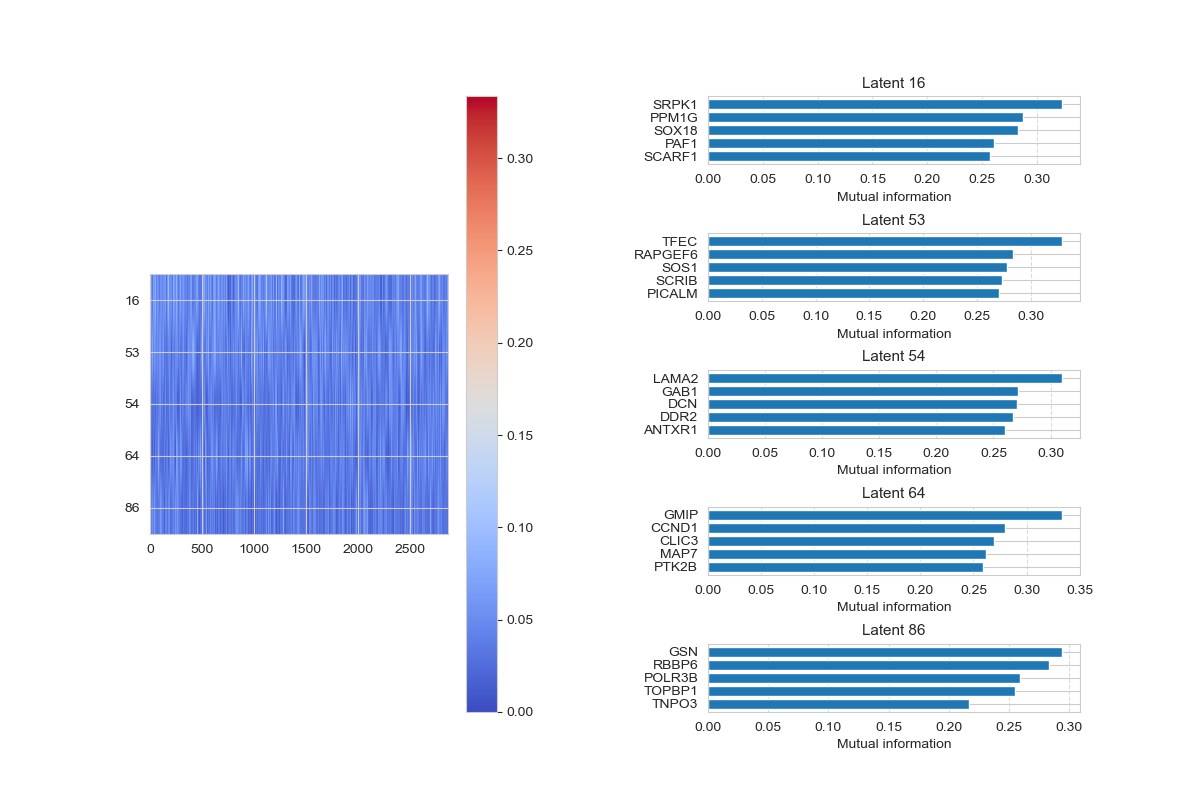 16
53
54
64
86
0 500 1000 1500 2000 2500
0.30
0.25
0.20
0.15
0.10
0.05
0.00
Latent 16
SRPK1
PPM1G
SOX18
PAF1
SCARF1
0.00 0.05 0.10 0.15 0.20 0.25 0.30
Mutual information
Latent 53
TFEC
RAPGEF6
SOS1
SCRIB
PICALM
0.00 0.05 0.10 0.15 0.20 0.25 0.30
Mutual information
Latent 54
LAMA2
GAB1
DCN
DDR2
ANTXR1
0.00 0.05 0.10 0.15 0.20 0.25 0.30
Mutual information
Latent 64
GMIP
CCND1
CLIC3
MAP7
PTK2B
0.00 0.05 0.10 0.15 0.20 0.25 0.30 0.35
Mutual information
Latent 86
GSN
RBBP6
POLR3B
TOPBP1
TNPO3
0.00 0.05 0.10 0.15 0.20 0.25 0.30
Mutual information